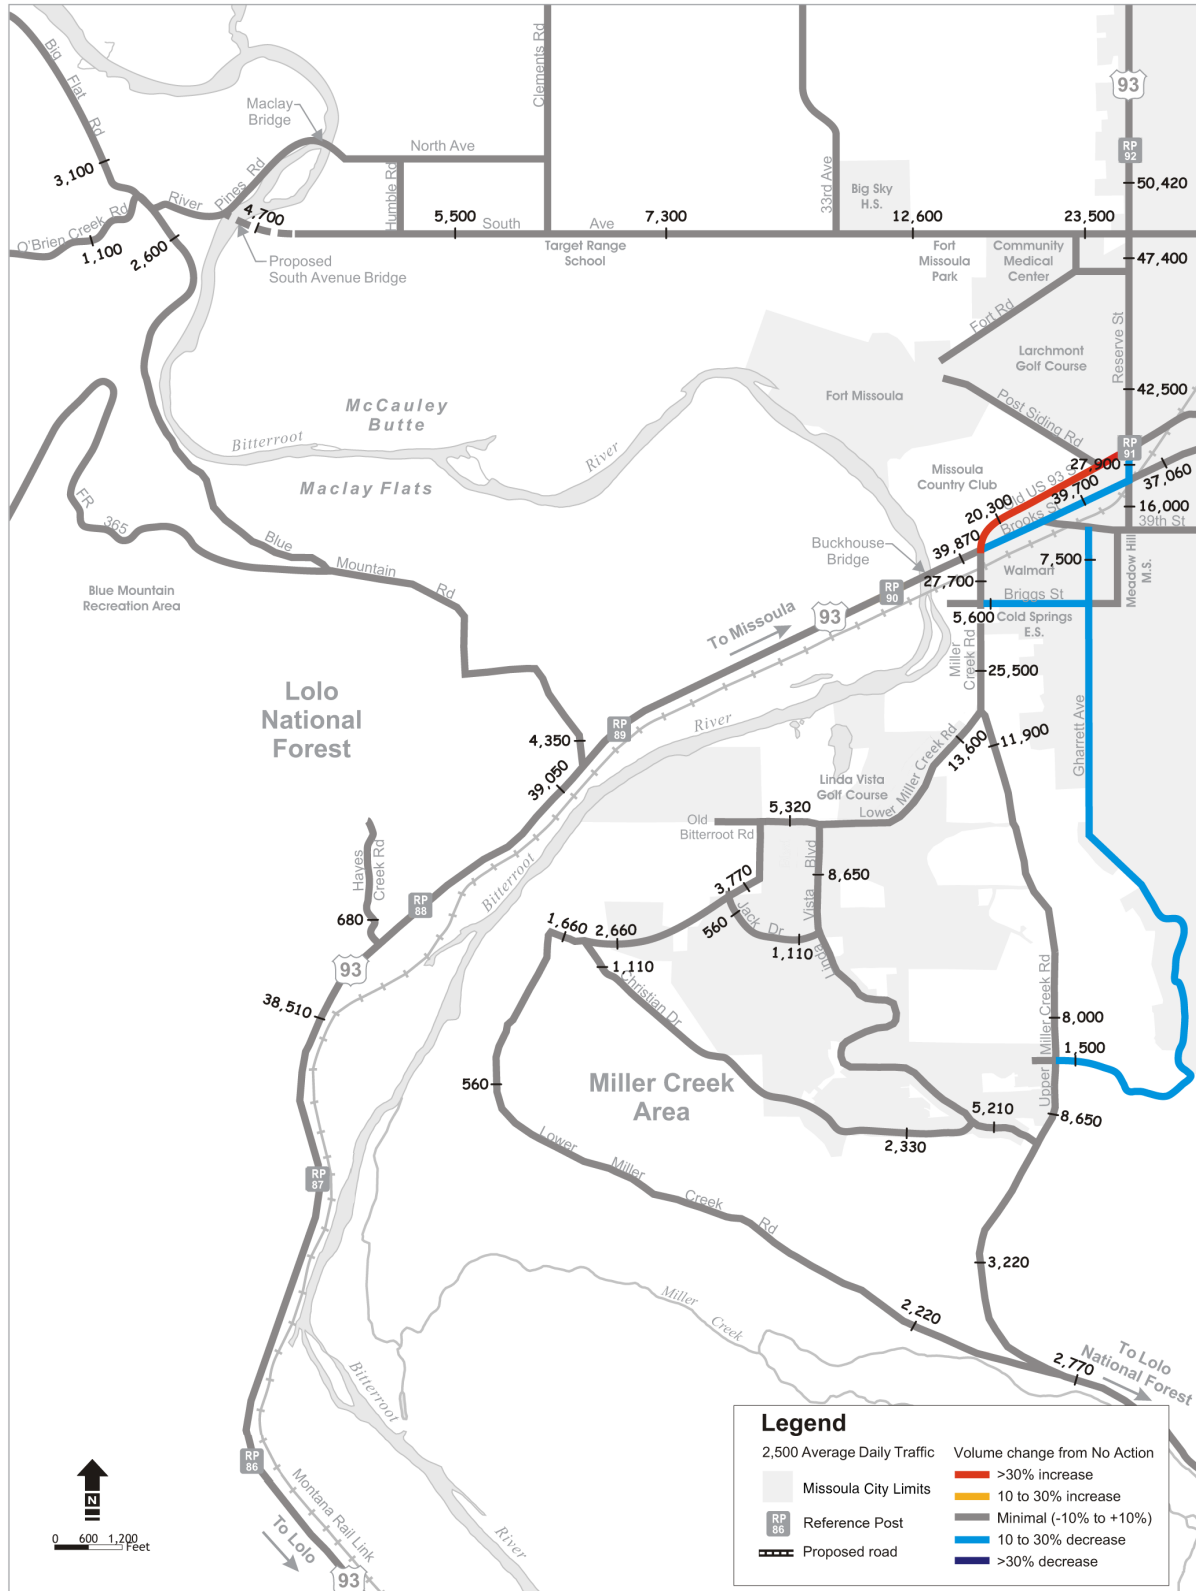 Big Flat Rd
Clements Rd
93
Maclay
Bridge
RP
92
North Ave
3,100
50,420
River
Pines Rd
Humble Rd
33rd Ave
Big Sky
H.S.
O'Brien Creek Rd
4,700
5,500
South
Ave
7,300
12,600
23,500
1,100
2,600
Proposed
South Avenue Bridge
Target Range
School
Fort
Missoula
Park
Community
Medical
Center
47,400
Fort Rd
Reserve St
Larchmont
Golf Course
42,500
McCauley
Butte
Fort Missoula
Post Siding Rd
Bitterroot
River
RP
91
27,900
37,060
Maclay Flats
Missoula
Country Club
Old US 93 S
39,700
20,300
Brooks St
16,000
39th St
FR
365
Blue
Mountain
Rd
Buckhouse
Bridge
39,870
7,500
Meadow Hill
M.S.
Walmart
27,700
Briggs St
Blue Mountain
Recreation Area
RP
90
5,600
Cold Springs
E.S.
To Missoula
93
Miller
Creek Rd
25,500
Lolo
National
Forest
River
RP
89
4,350
13,600
11,900
Gharrett Ave
39,050
Linda Vista
Golf Course
Lower Miller Creek Rd
5,320
Old
Bitterroot Rd
Hayes
Creek Rd
Bitterroot
Vista Blvd
8,650
3,770
RP
88
680
Jack Dr
560
1,660
2,660
1,110
Linda
93
1,110
Christian Dr
38,510
Upper Miller Creek Rd
8,000
1,500
560
Miller Creek
Area
5,210
8,650
2,330
Lower
Miller
Creek
Rd
RP
87
3,220
Miller
Creek
2,220
To Lolo
National Forest
2,770
Bitterroot
River
RP
86
Montana Rail Link
To Lolo
93
N
0 600 1,200
Feet
Legend
2,500 Average Daily Traffic
Missoula City Limits
RP
86
Reference Post
Proposed road
Volume change from No Action
>30% increase
10 to 30% increase
Minimal (-10% to +10%)
10 to 30% decrease
>30% decrease